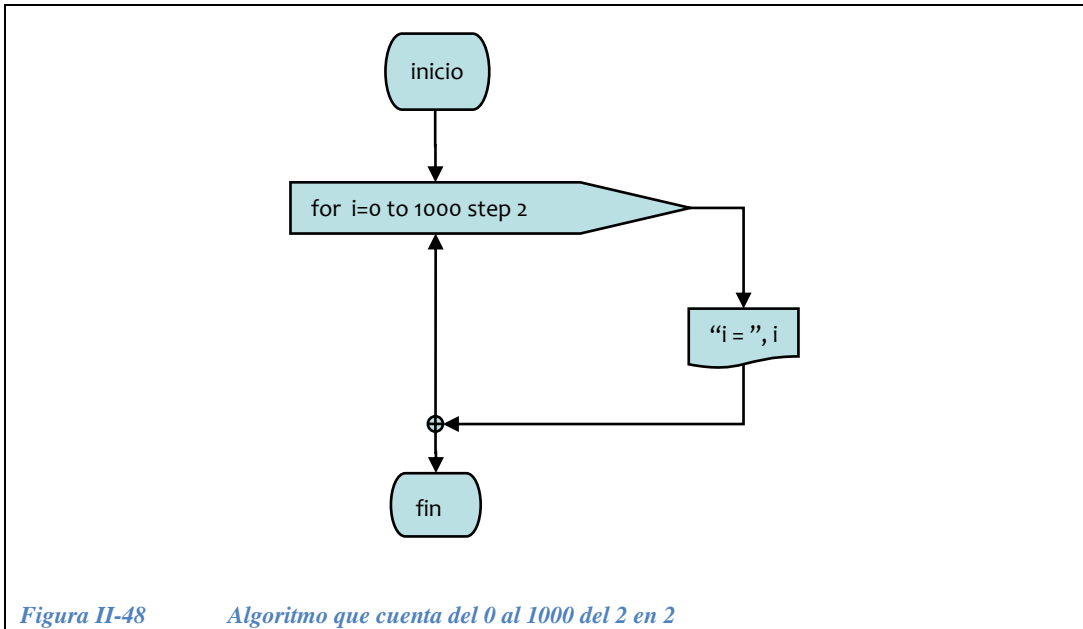 inicio
for i=0 to 1000 step 2
“i = ”, i
fin
Figura II-48 Algoritmo que cuenta del 0 al 1000 del 2 en 2